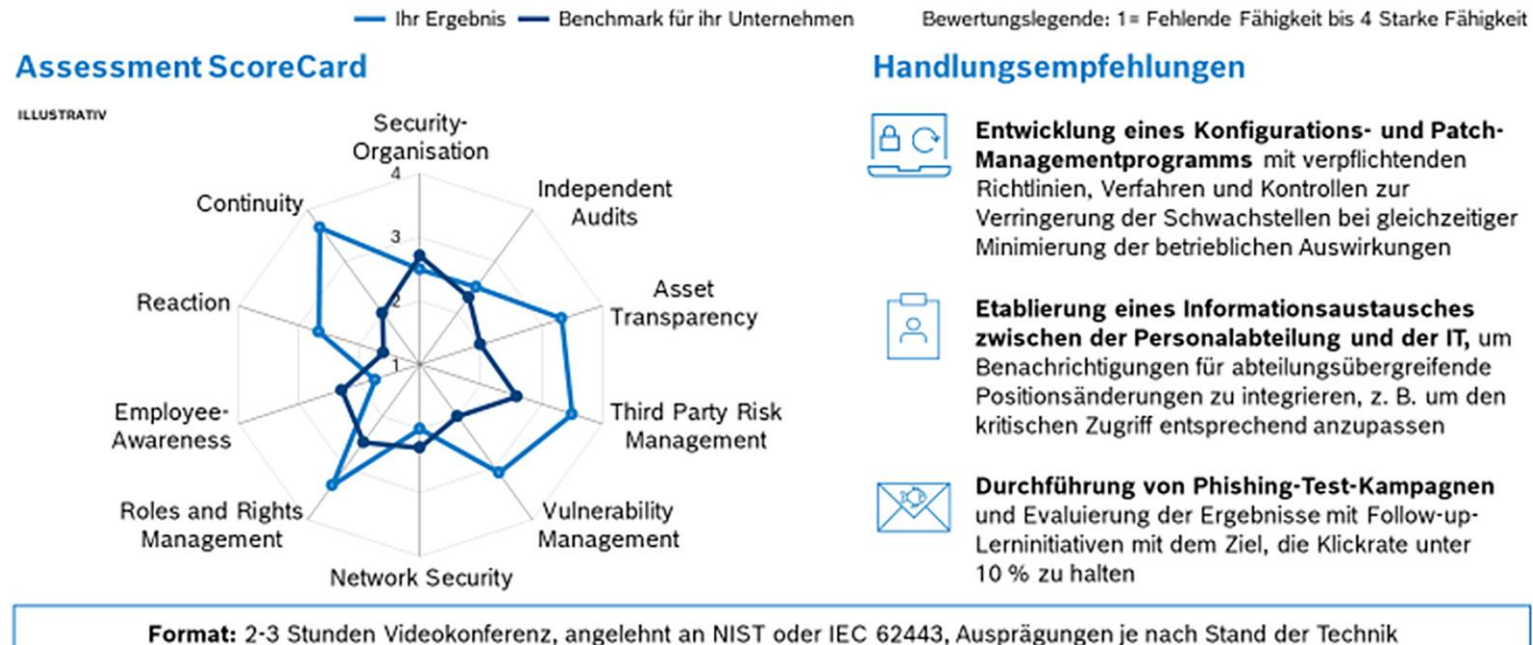 Ihr Ergebnis
Benchmark für ihr Unternehmen
Bewertungslegende: 1= Fehlende Fähigkeit bis 4 Starke Fähigkeit
Assessment ScoreCard
ILLUSTRATIV
Security-
Organisation
Independent
Audits
Asset
Transparency
Third Party Risk
Management
Vulnerability
Management
Network Security
Roles and Rights
Management
Employee-
Awareness
Reaction
Continuity
4
3
2
1
Handlungsempfehlungen
Entwicklung eines Konfigurations- und Patch-
Managementprogramms mit verpflichtenden
Richtlinien, Verfahren und Kontrollen zur
Verringerung der Schwachstellen bei gleichzeitiger
Minimierung der betrieblichen Auswirkungen
Etablierung eines Informationsaustausches
zwischen der Personalabteilung und der IT, um
Benachrichtigungen für abteilungsübergreifende
Positionsänderungen zu integrieren, z. B. um den
kritischen Zugriff entsprechend anzupassen
Durchführung von Phishing-Test-Kampagnen
und Evaluierung der Ergebnisse mit Follow-up-
Lerninitiativen mit dem Ziel, die Klickrate unter
10 % zu halten
Format: 2-3 Stunden Videokonferenz, angelehnt an NIST oder IEC 62443, Ausprägungen je nach Stand der Technik